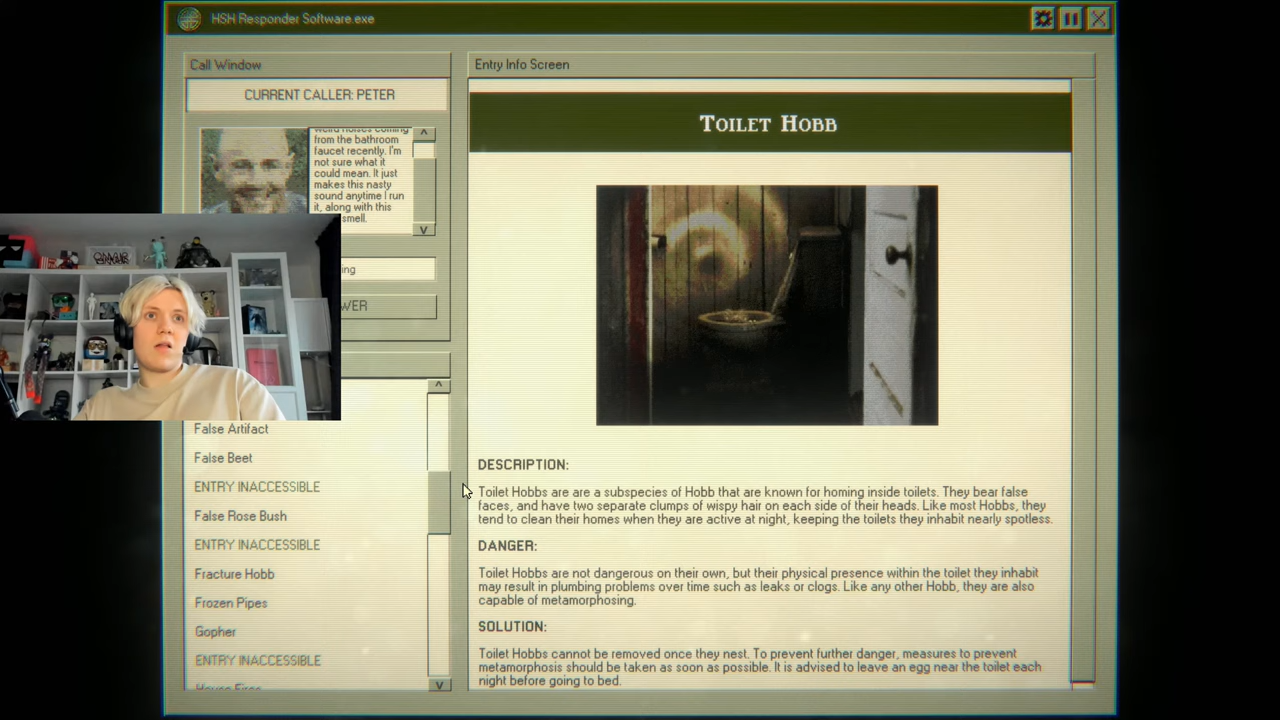 HSH Responder Software.exe
Call Window
CURRENT CALLER: PETER
weird noises coming
from the bathroom
faucet recently. I'm
not sure what it
could mean. It just
makes this nasty
sound anytime I run
it, along with this
smell.
False Artifact
False Beet
ENTRY INACCESSIBLE
False Rose Bush
ENTRY INACCESSIBLE
Fracture Hobb
Frozen Pipes
Gopher
ENTRY INACCESSIBLE
House Fires
Entry Info Screen
TOILET HOBB
DESCRIPTION:
Toilet Hobbs are are a subspecies of Hobb that are known for homing inside toilets. They bear false
faces, and have two separate clumps of wispy hair on each side of their heads. Like most Hobbs, they
tend to clean their homes when they are active at night, keeping the toilets they inhabit nearly spotless.
DANGER:
Toilet Hobbs are not dangerous on their own, but their physical presence within the toilet they inhabit
may result in plumbing problems over time such as leaks or clogs. Like any other Hobb, they are also
capable of metamorphosing.
SOLUTION:
Toilet Hobbs cannot be removed once they nest. To prevent further danger, measures to prevent
metamorphosis should be taken as soon as possible. It is advised to leave an egg near the toilet each
night before going to bed.